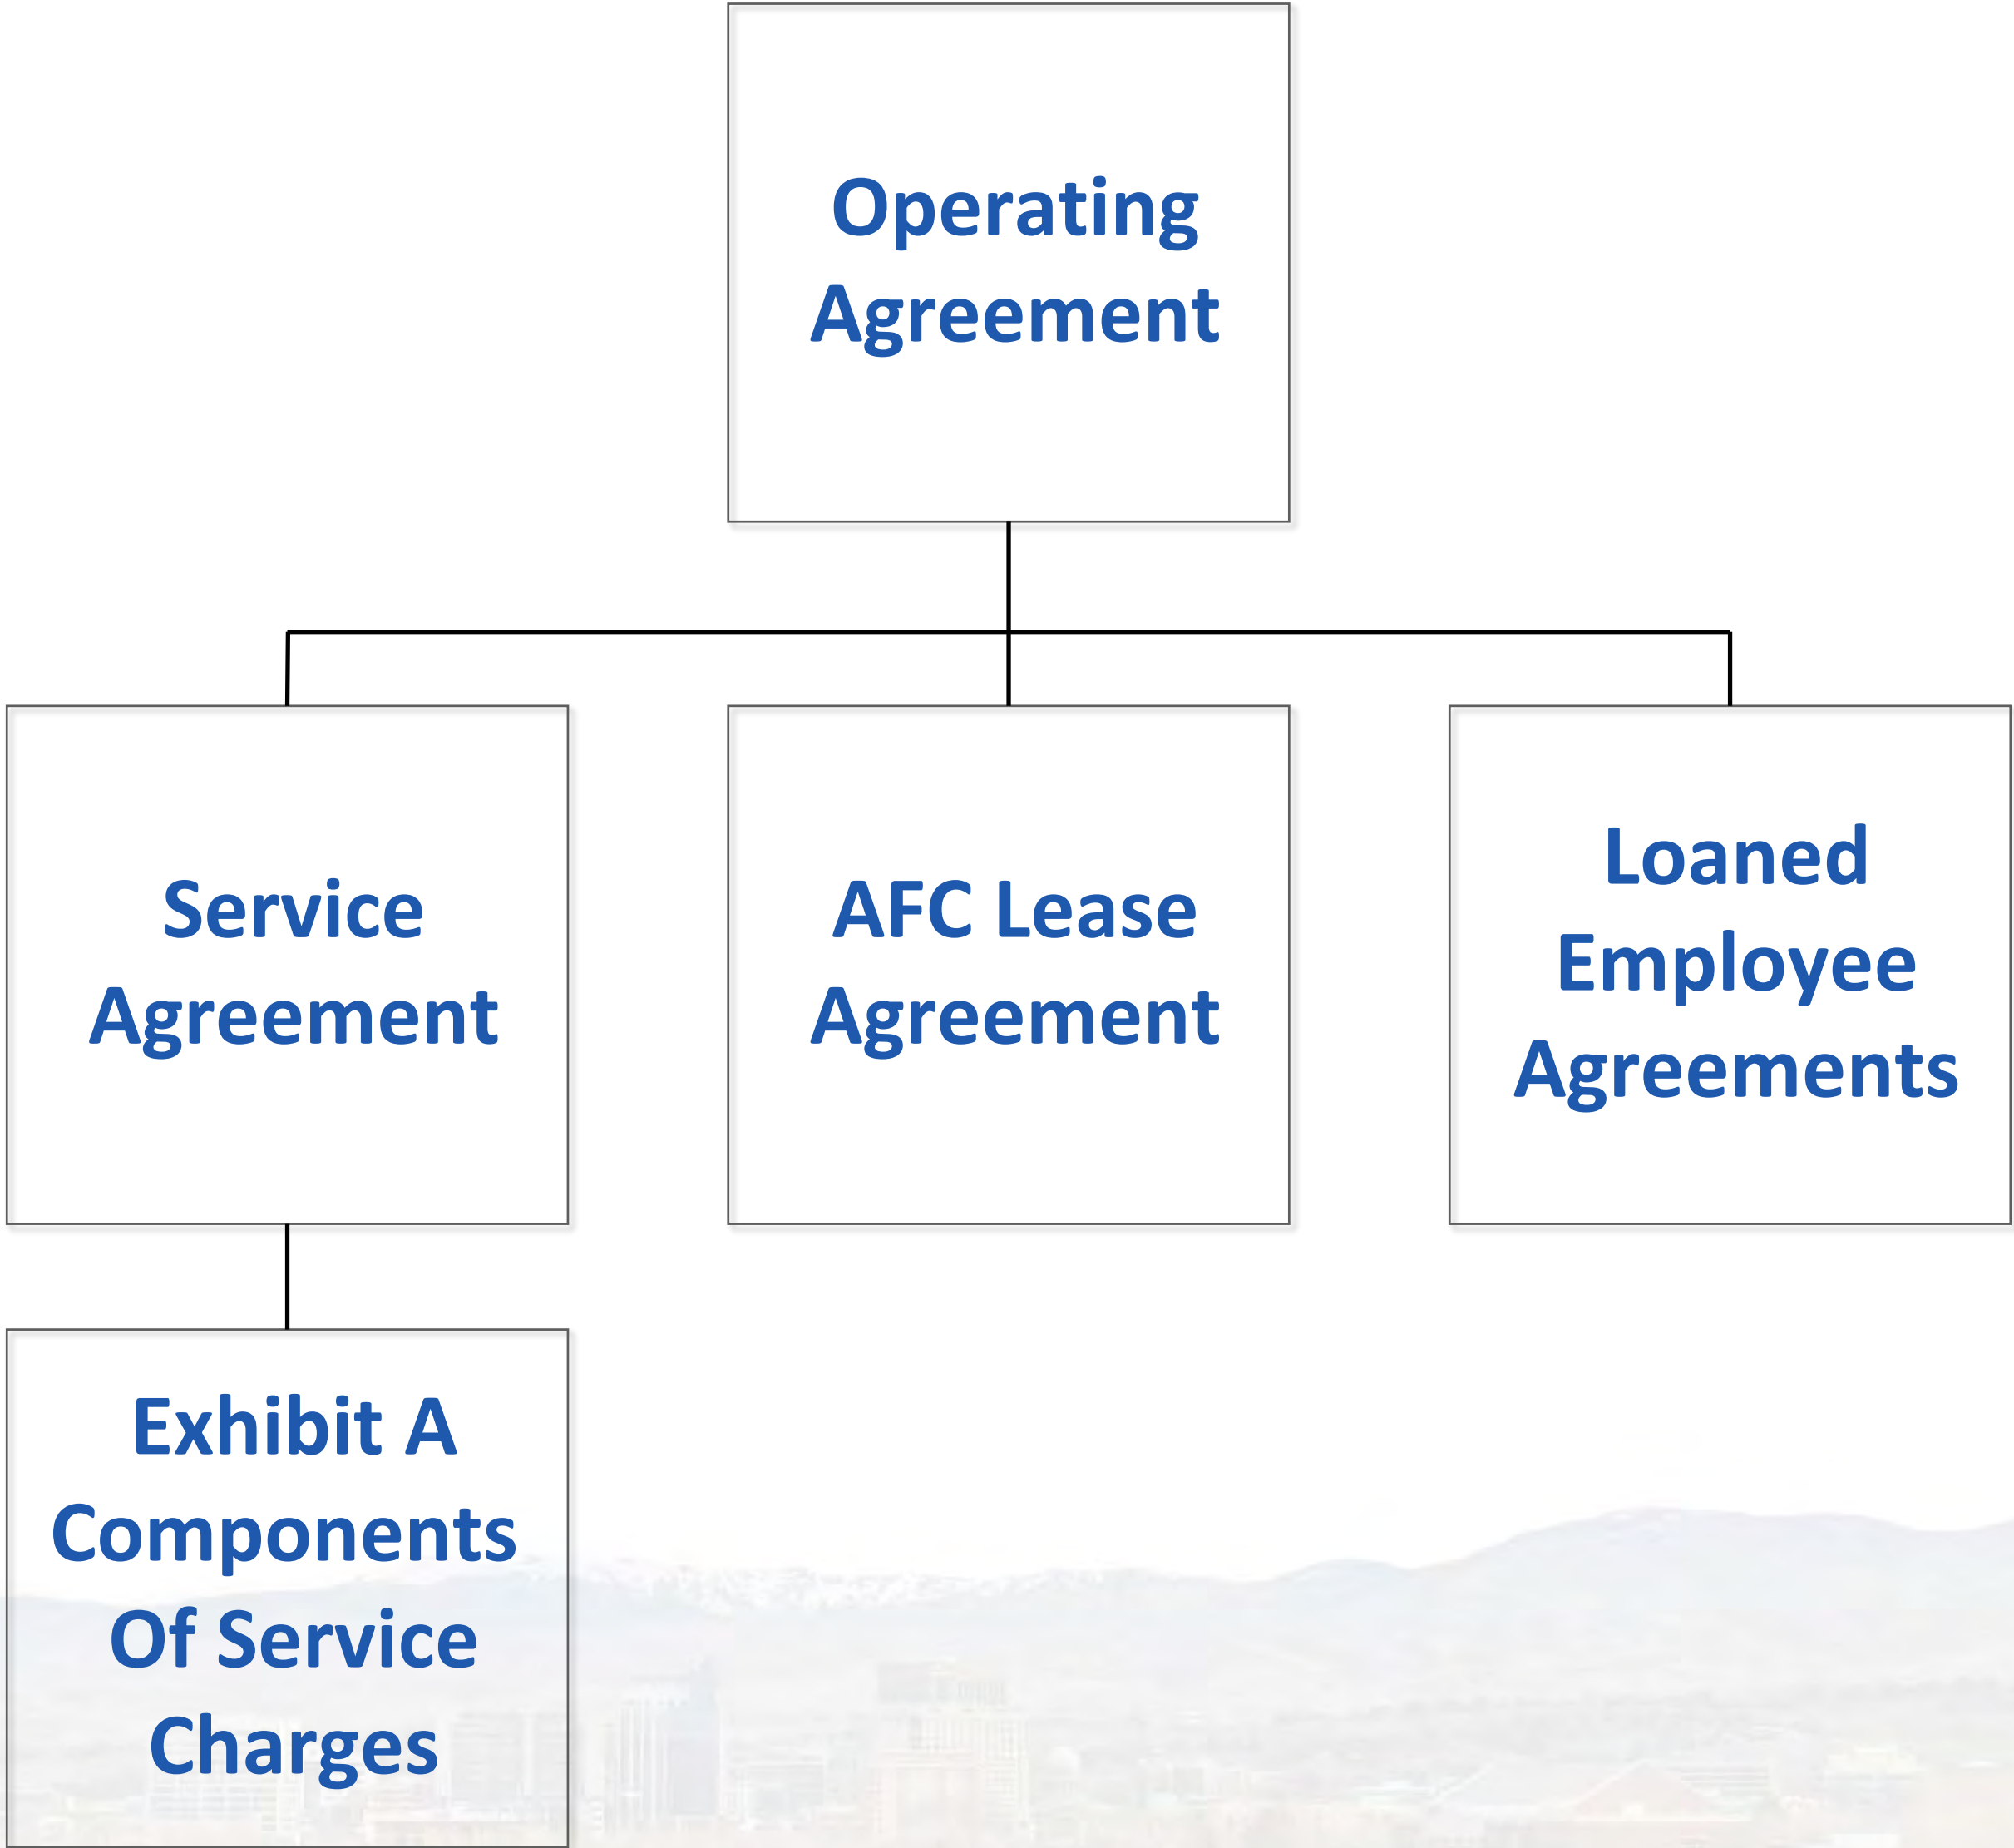 Operating
Agreement
Service
Agreement
AFC Lease
Agreement
Loaned
Employee
Agreements
Exhibit A
Components
Of Service
Charges